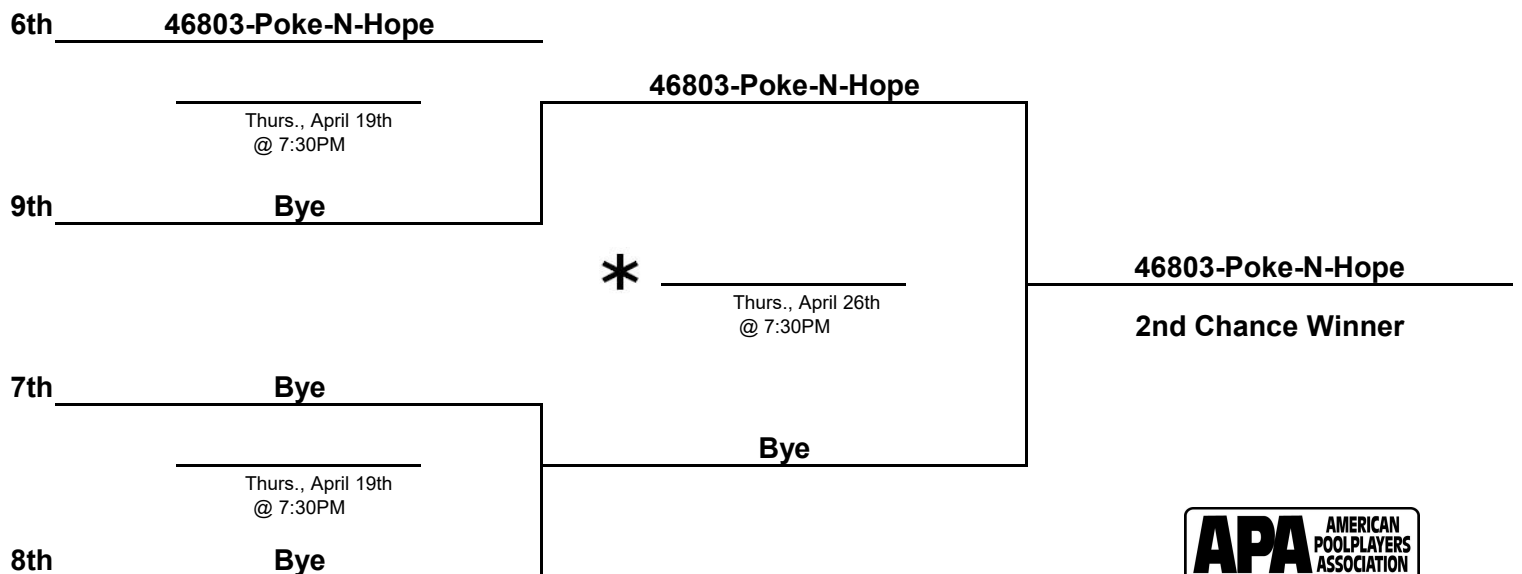 6th 46803-Poke-N-Hope
46803-Poke-N-Hope
Thurs., April 19th
@ 7:30PM
9th Bye
*
Thurs., April 26th
@ 7:30PM
46803-Poke-N-Hope
2nd Chance Winner
7th Bye
Bye
Thurs., April 19th
@ 7:30PM
8th Bye
APA AMERICAN
POOLPLAYERS
ASSOCIATION